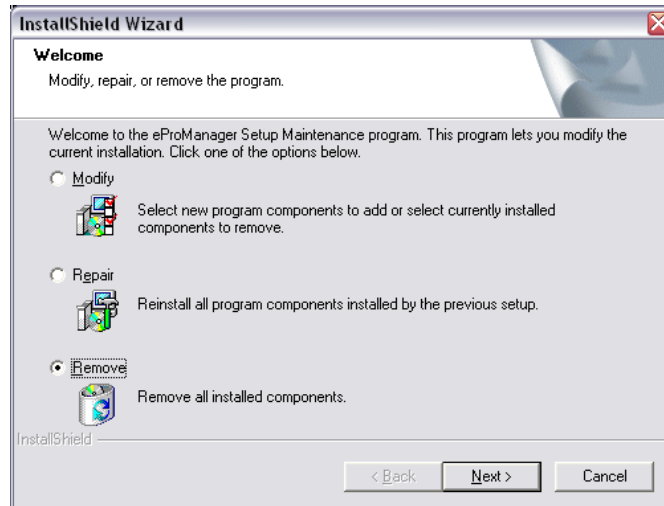 InstallShield Wizard
Welcome
Modify, repair, or remove the program.
Welcome to the eProManager Setup Maintenance program. This program lets you modify the
current installation. Click one of the options below.
Modify
Select new program components to add or select currently installed
components to remove.
Repair
Reinstall all program components installed by the previous setup.
Remove
Remove all installed components.
InstallShield
< Back Next > Cancel